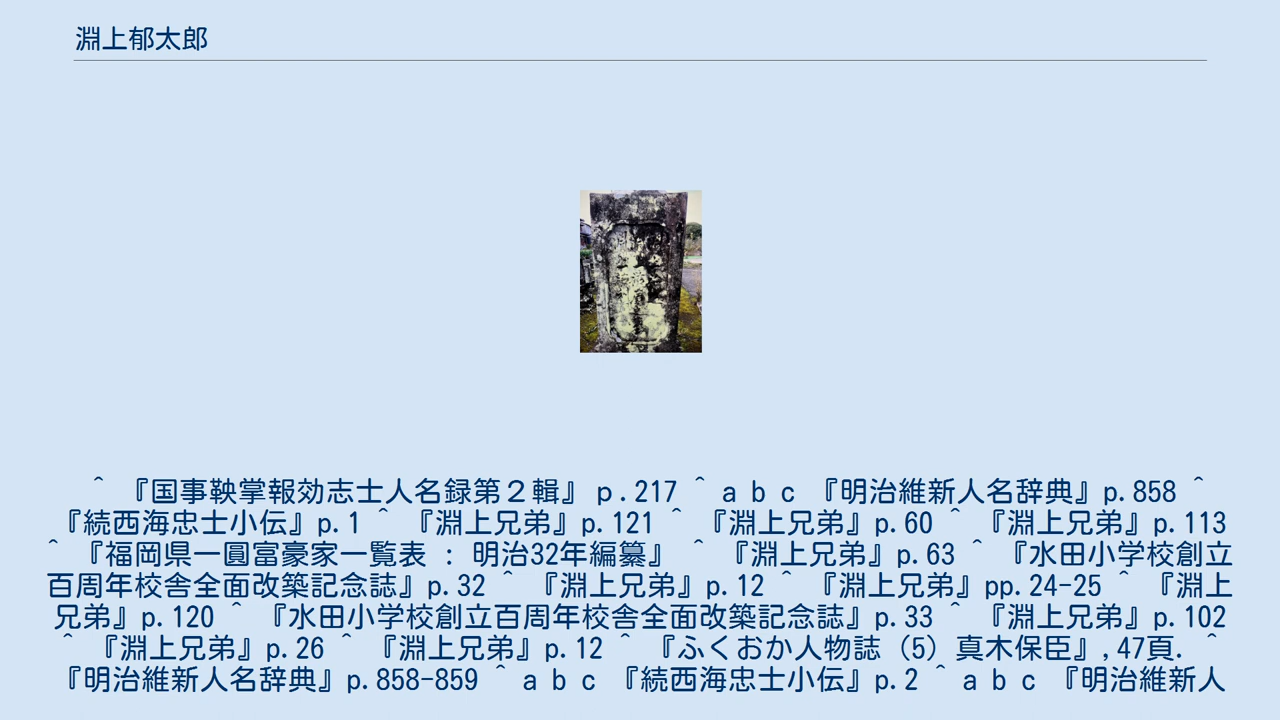 淵上郁太郎
^ 『国事鞅掌報効志士人名録第２輯』ｐ.217 ^ a b c 『明治維新人名辞典』p.858 ^
『続西海忠士小伝』p.1 ^ 『淵上兄弟』p.121 ^ 『淵上兄弟』p.60 ^ 『淵上兄弟』p.113
^ 『福岡県一圓富豪家一覧表 : 明治32年編纂』 ^ 『淵上兄弟』p.63 ^ 『水田小学校創立
百周年校舎全面改築記念誌』p.32 ^ 『淵上兄弟』p.12 ^ 『淵上兄弟』pp.24-25 ^ 『淵上
兄弟』p.120 ^ 『水田小学校創立百周年校舎全面改築記念誌』p.33 ^ 『淵上兄弟』p.102
^ 『淵上兄弟』p.26 ^ 『淵上兄弟』p.12 ^ 『ふくおか人物誌（5）真木保臣』,47頁. ^
『明治維新人名辞典』p.858-859 ^ a b c 『続西海忠士小伝』p.2 ^ a b c 『明治維新人